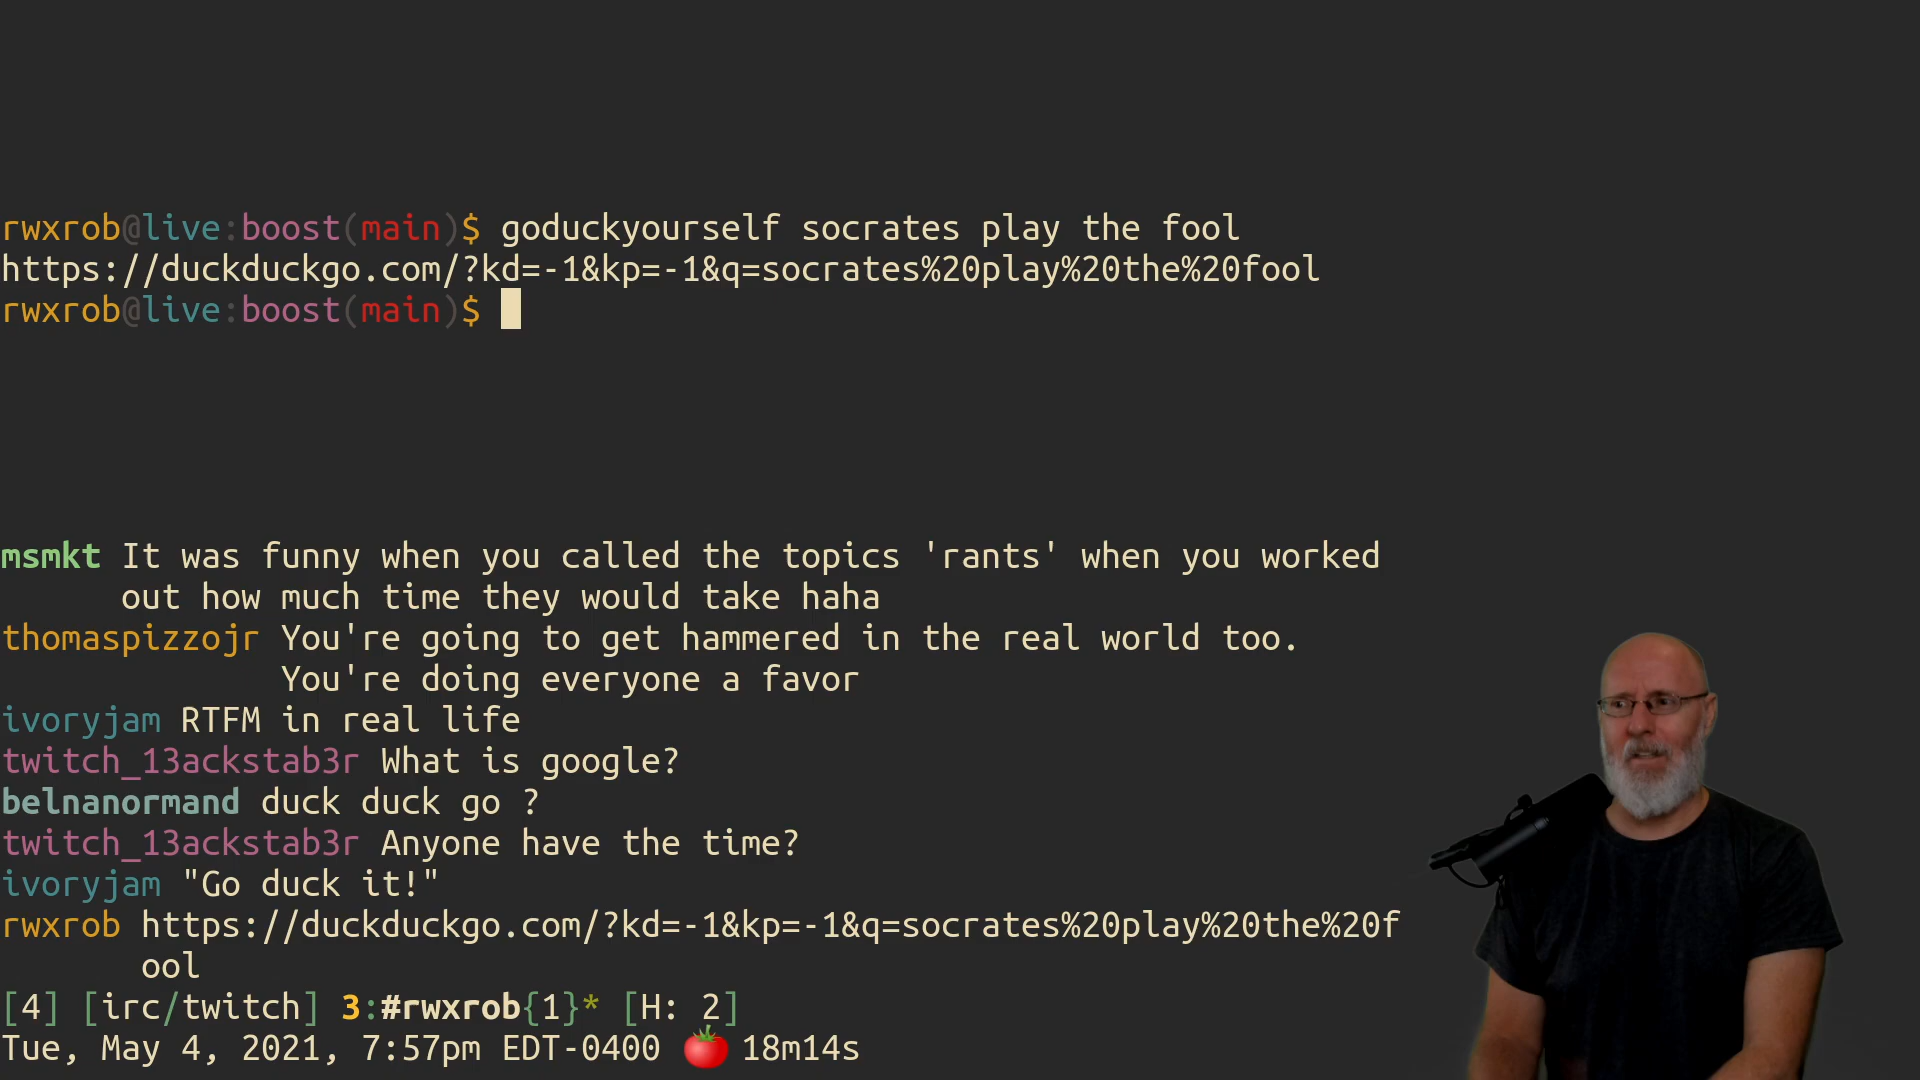 rwxrob@live:boost(main)$ goduckyourself socrates play the fool
https://duckduckgo.com/?kd=-1&kp=-1&q=socrates%20play%20the%20fool
rwxrob@live:boost(main)$
msmkt It was funny when you called the topics 'rants' when you worked
out how much time they would take haha
thomaspizzojr You're going to get hammered in the real world too.
You're doing everyone a favor
ivoryjam RTFM in real life
twitch_13ackstab3r What is google?
belnanormand duck duck go ?
twitch_13ackstab3r Anyone have the time?
ivoryjam "Go duck it!"
rwxrob https://duckduckgo.com/?kd=-1&kp=-1&q=socrates%20play%20the%20f
ool
[4] [irc/twitch] 3:#rwxrob{1}* [H: 2]
Tue, May 4, 2021, 7:57pm EDT-0400 🍅 18m14s